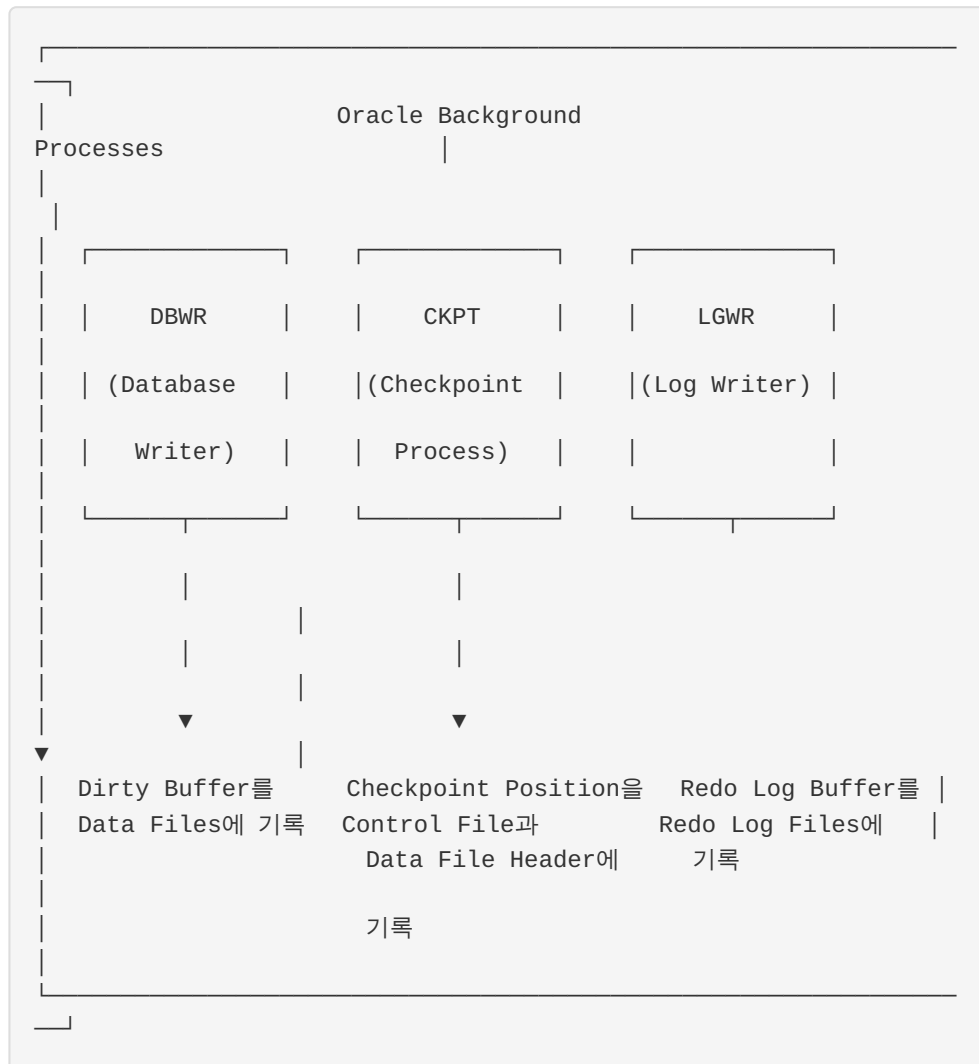 Oracle Background
Processes
DBWR CKPT LGWR
(Database (Checkpoint (Log Writer)
Writer) Process)
Dirty Buffer를 Checkpoint Position을 Redo Log Buffer를
Data Files에 기록 Control File과 Redo Log Files에
Data File Header에 기록
기록